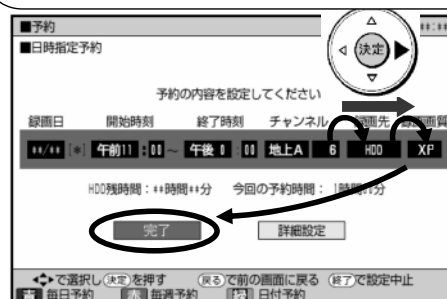 ■予約
**:**
■日時指定予約
決定
予約の内容を設定してください
録画日 開始時刻 終了時刻 チャンネル 録画先 録画画質
**/** [*] 午前11:00~ 午後 0:00 地上A 6 HDD XP
HDD残時間:**時間**分 今回の予約時間: 1時間**分
完了 詳細設定
で選択し 決定 を押す 戻る で前の画面に戻る 終了 で設定中止
青 毎日予約 赤 毎週予約 緑 日付予約